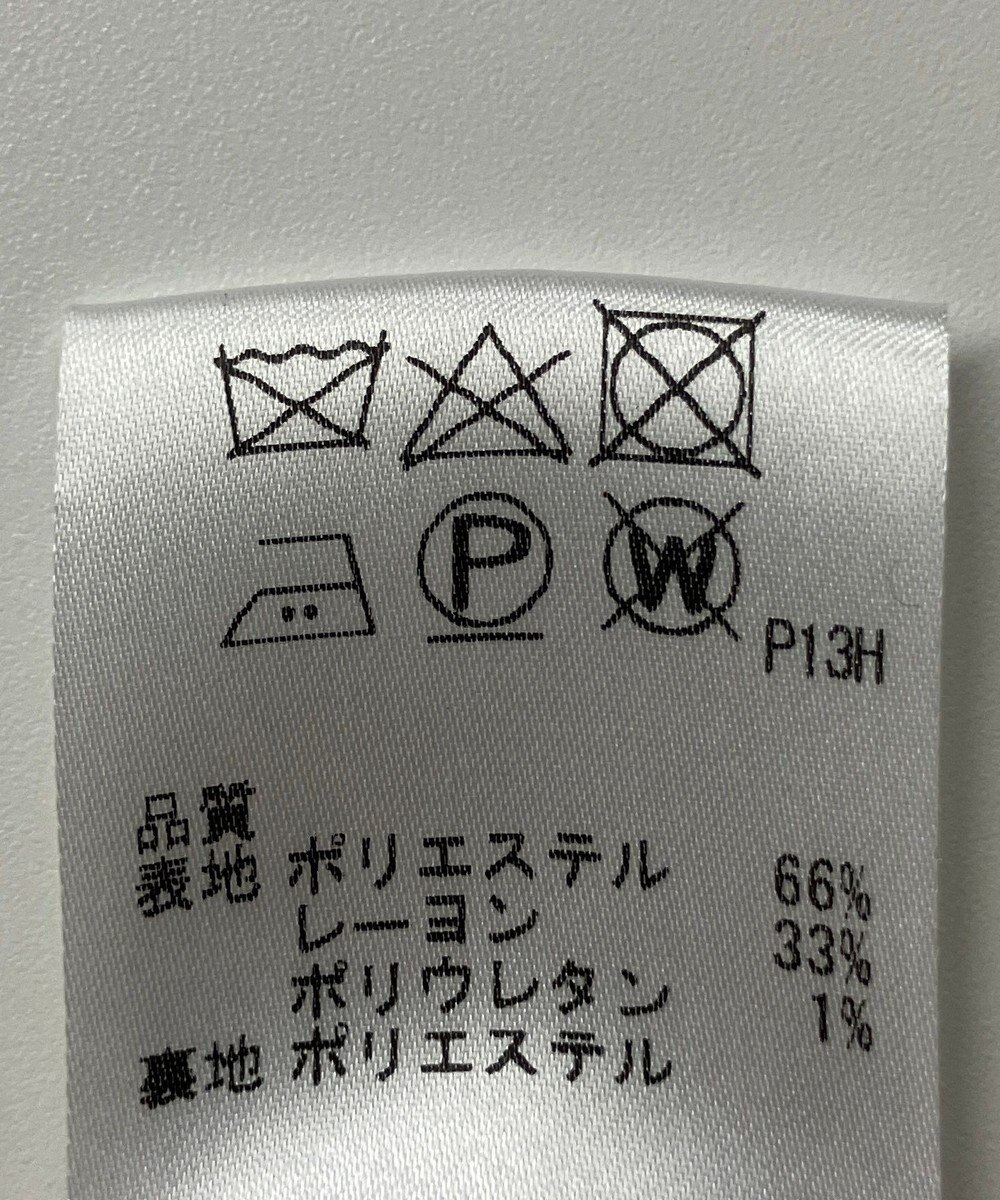 P
W
P13H
品質
表地 ポリエステル 66%
レーヨン 33%
ポリウレタン 1%
裏地 ポリエステル